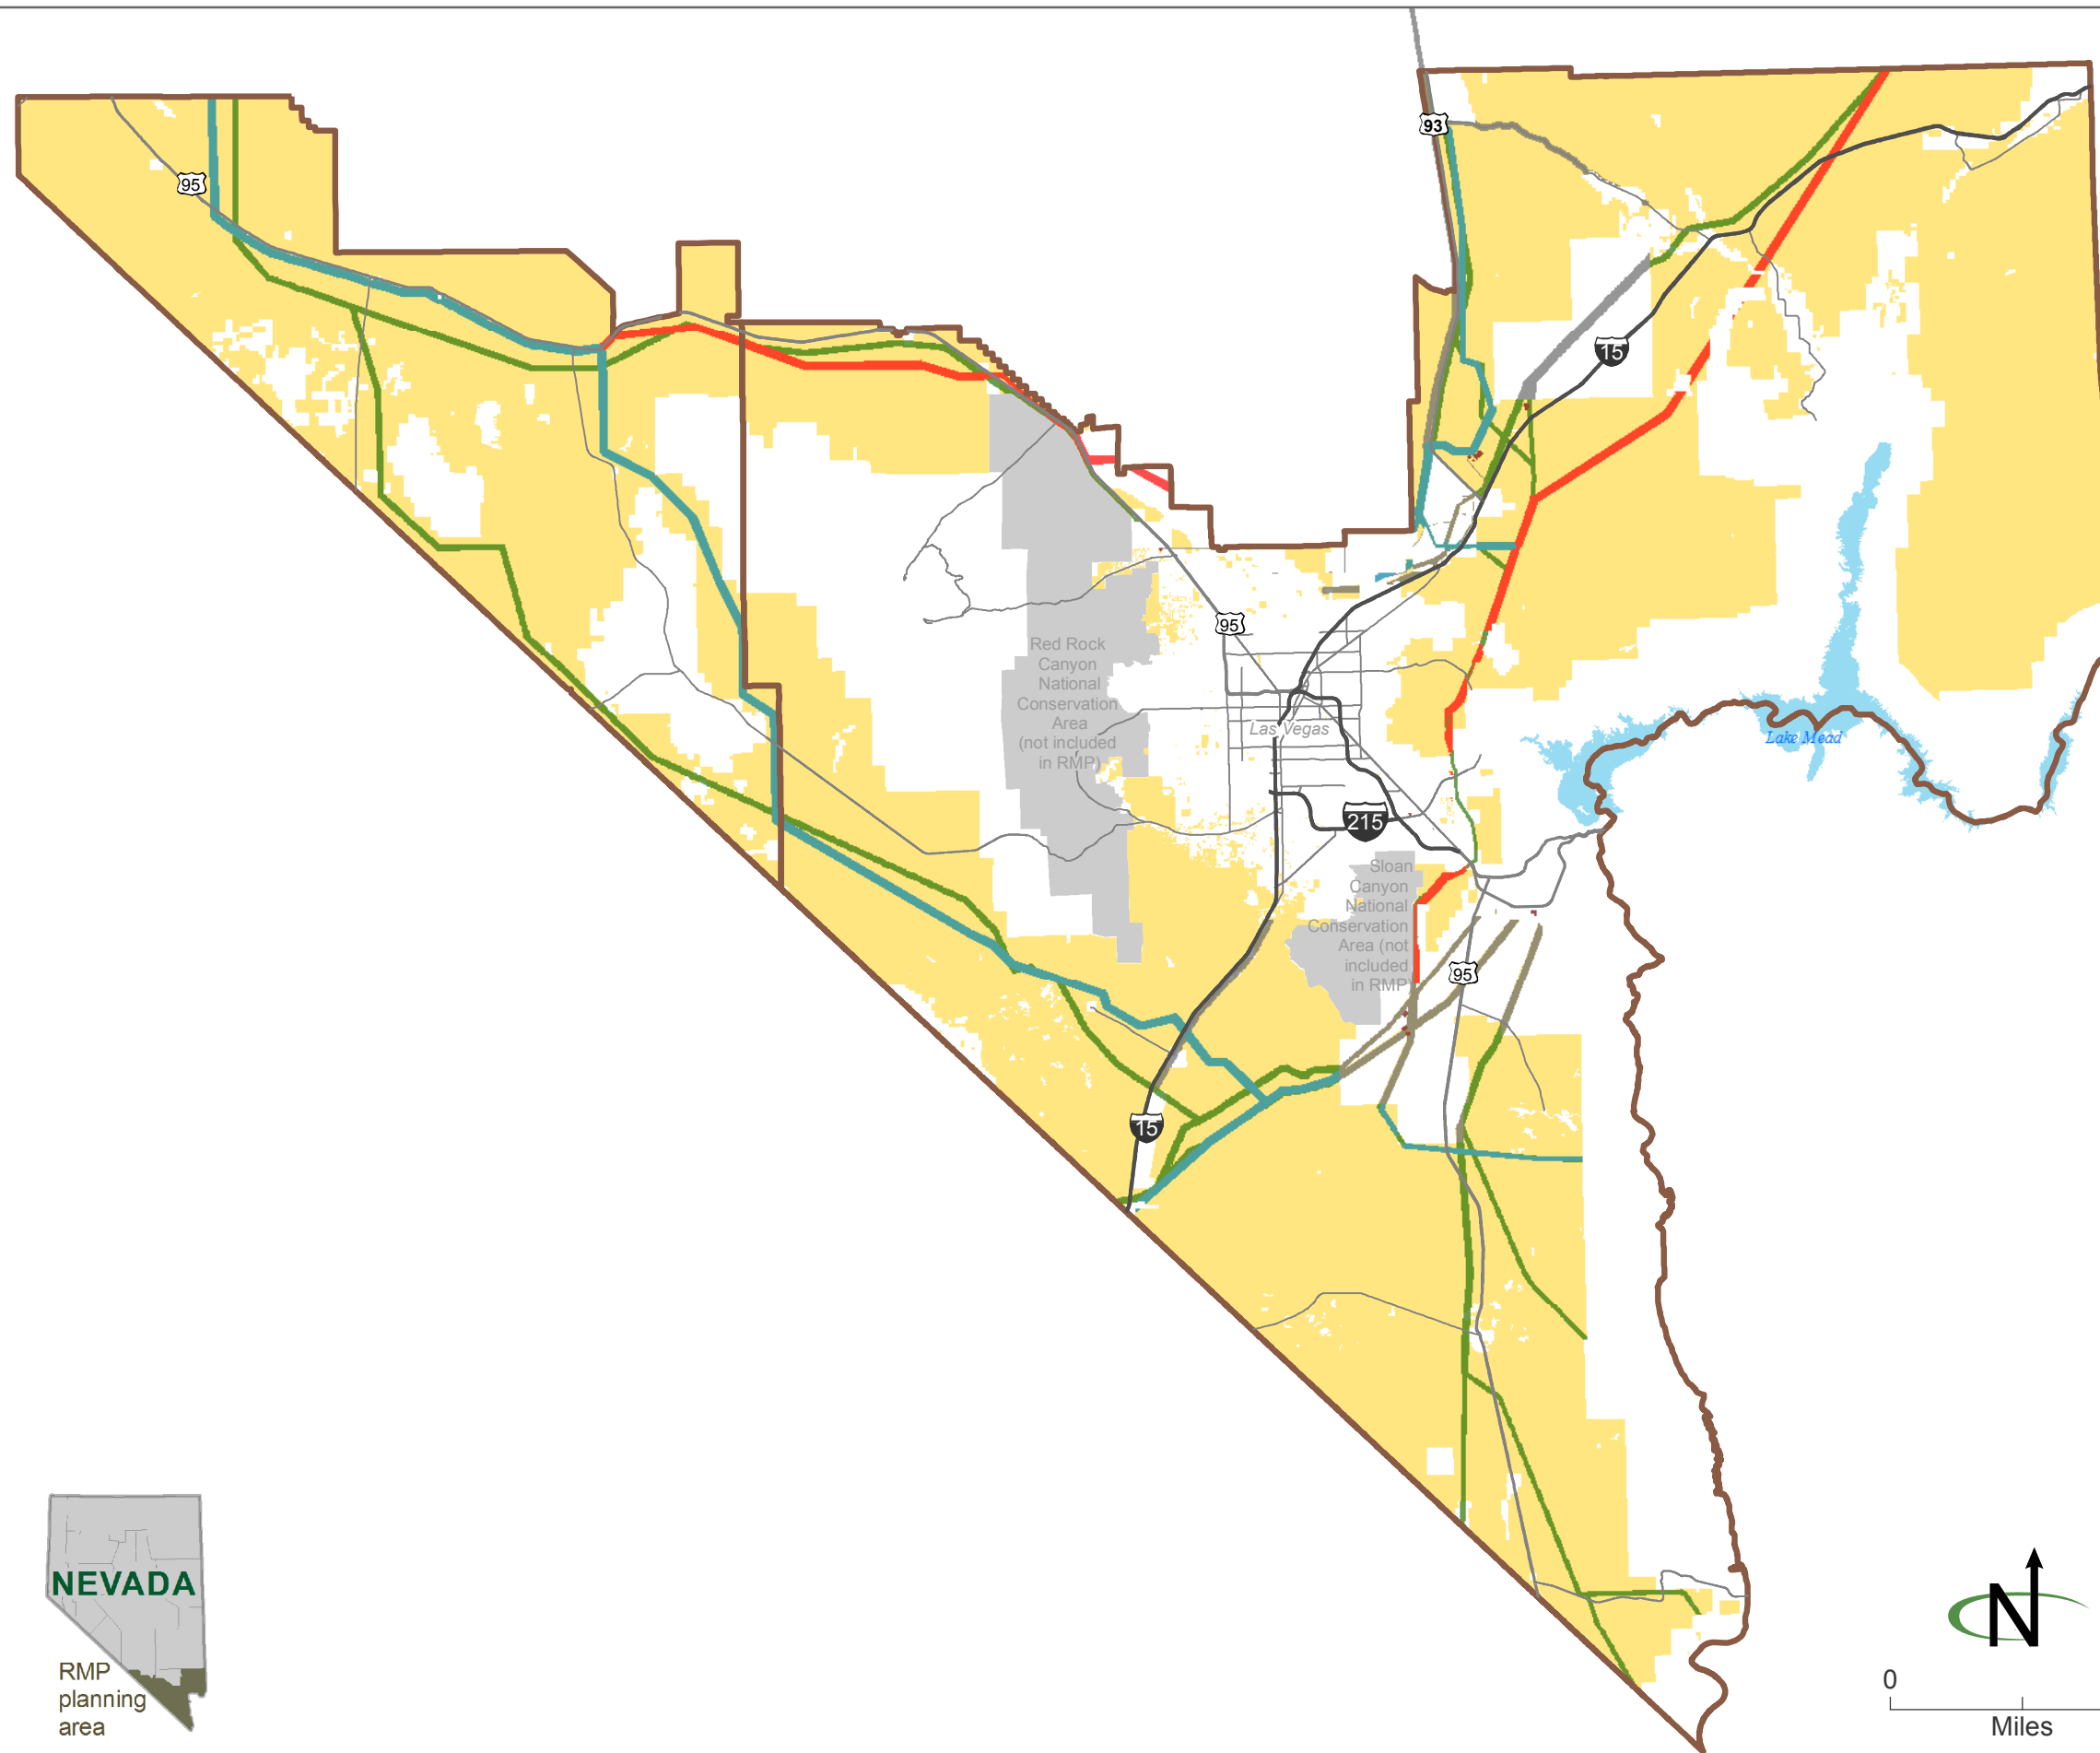 93
95
15
95
Red Rock
Canyon
National
Conservation
Area
(not included
in RMP)
Las Vegas
Lake Mead
215
Sloan
Canyon
National
Conservation
Area (not
included
in RMP)
95
15
NEVADA
RMP
planning
area
N
0
Miles